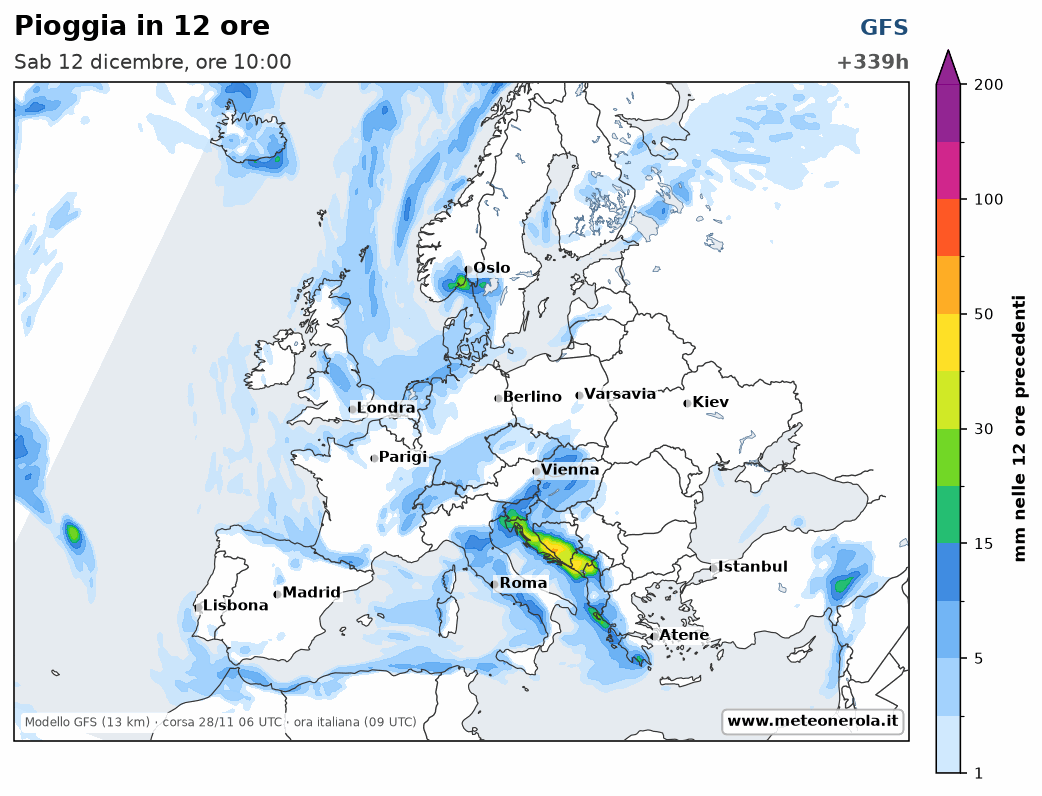 Pioggia in 12 ore
GFS
Sab 12 dicembre, ore 10:00
+339h
200
100
50
30
15
5
1
mm nelle 12 ore precedenti
Oslo
Berlino
Varsavia
Kiev
Londra
Parigi
Vienna
Istanbul
Roma
Madrid
Lisbona
Atene
Modello GFS (13 km) · corsa 28/11 06 UTC · ora italiana (09 UTC)
www.meteonerola.it